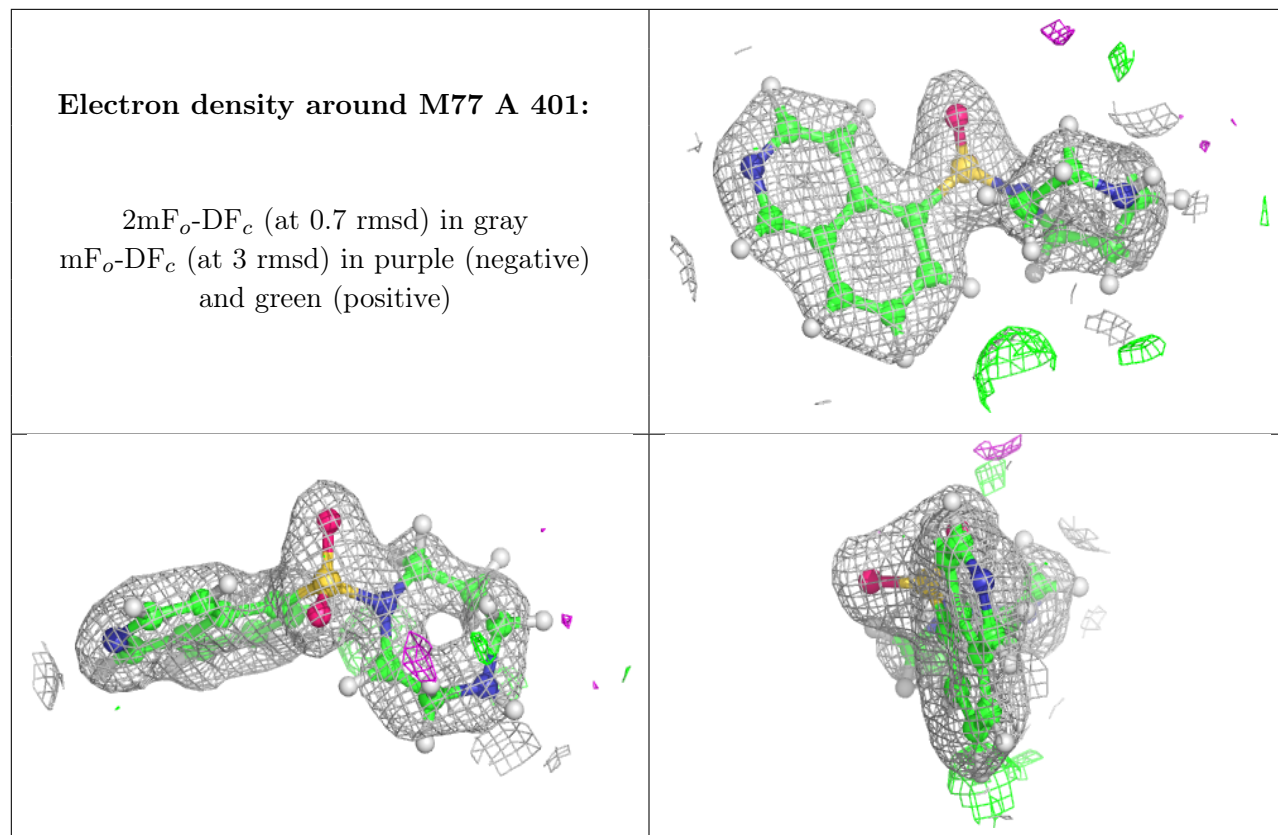 Electron density around M77 A 401:
2mFo-DFc (at 0.7 rmsd) in gray
mFo-DFc (at 3 rmsd) in purple (negative)
and green (positive)